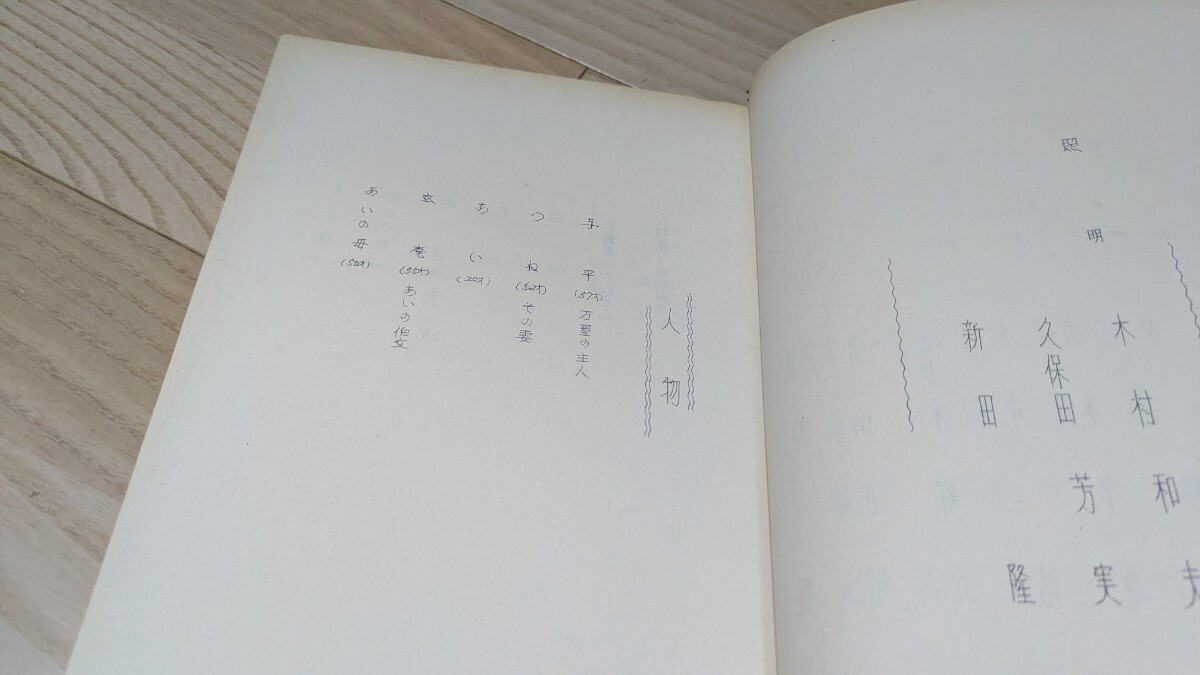 照明
木村和夫
久保田芳実
新田隆
人物
与平(57才)万屋の主人
つね(52才)その妻
あい(20才)
玄庵(55才)あいの伯父
あいの母(50才)